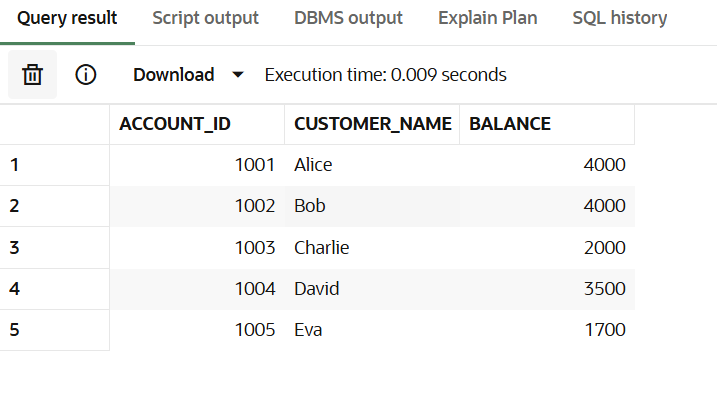 Query result Script output DBMS output Explain Plan SQL history
Download Execution time: 0.009 seconds
ACCOUNT_ID CUSTOMER_NAME BALANCE
1 1001 Alice 4000
2 1002 Bob 4000
3 1003 Charlie 2000
4 1004 David 3500
5 1005 Eva 1700